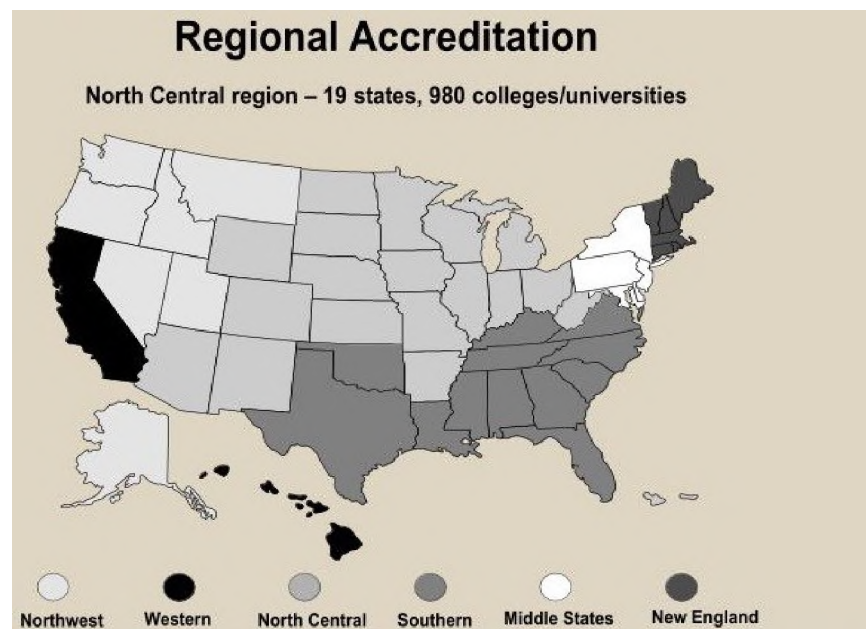 Regional Accreditation
North Central region – 19 states, 980 colleges/universities
Northwest
Western
North Central
Southern
Middle States
New England